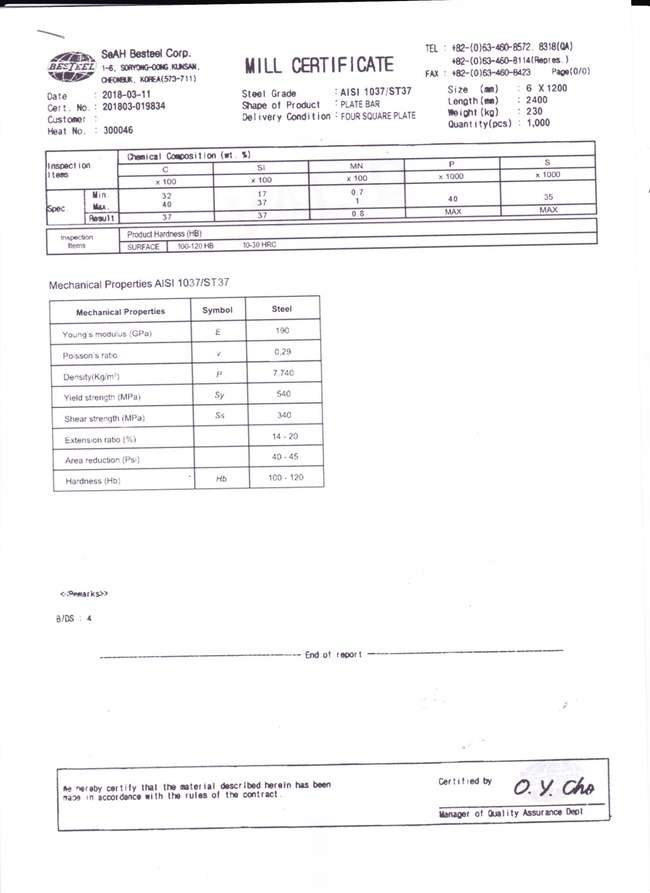 BESTEEL
SeAH Besteel Corp.
1-6, SORYONG-DONG KUNSAN,
CHEONBUK, KOREA(573-711)
MILL CERTIFICATE
TEL : +82-(0)63-460-8572. 8318(QA)
+82-(0)63-460-8114(Repres.)
FAX : +82-(0)63-460-8423 Page(0/0)
Date : 2018-03-11
Cert. No. : 201803-019834
Customer :
Heat No. : 300046
Steel Grade : AISI 1037/ST37
Shape of Product : PLATE BAR
Delivery Condition : FOUR SQUARE PLATE
Size (mm) : 6 X 1200
Length (mm) : 2400
Weight (kg) : 230
Quantity(pcs) : 1,000
Inspection Items
Chemical Composition (wt. %)
C SI MN P S
x 100 x 100 x 100 x 1000 x 1000
Spec
Min. 32 17 0.7
Max. 40 37 1 40 35
Result 37 37 0.8 MAX MAX
Inspection Items
Product Hardness (HB)
SURFACE 100-120 HB 10-30 HRC
Mechanical Properties AISI 1037/ST37
Mechanical Properties Symbol Steel
Young's modulus (GPa) E 190
Poisson's ratio v 0,29
Density(Kg/m³) P 7.740
Yield strength (MPa) Sy 540
Shear strength (MPa) Ss 340
Extension ratio (%) 14 - 20
Area reduction (Psi) 40 - 45
Hardness (Hb) Hb 100 - 120
<<Remarks>>
B/DS : 4
End of report
We hereby certify that the material described herein has been
made in accordance with the rules of the contract.
Certified by
O. Y. Cho
Manager of Quality Assurance Dept